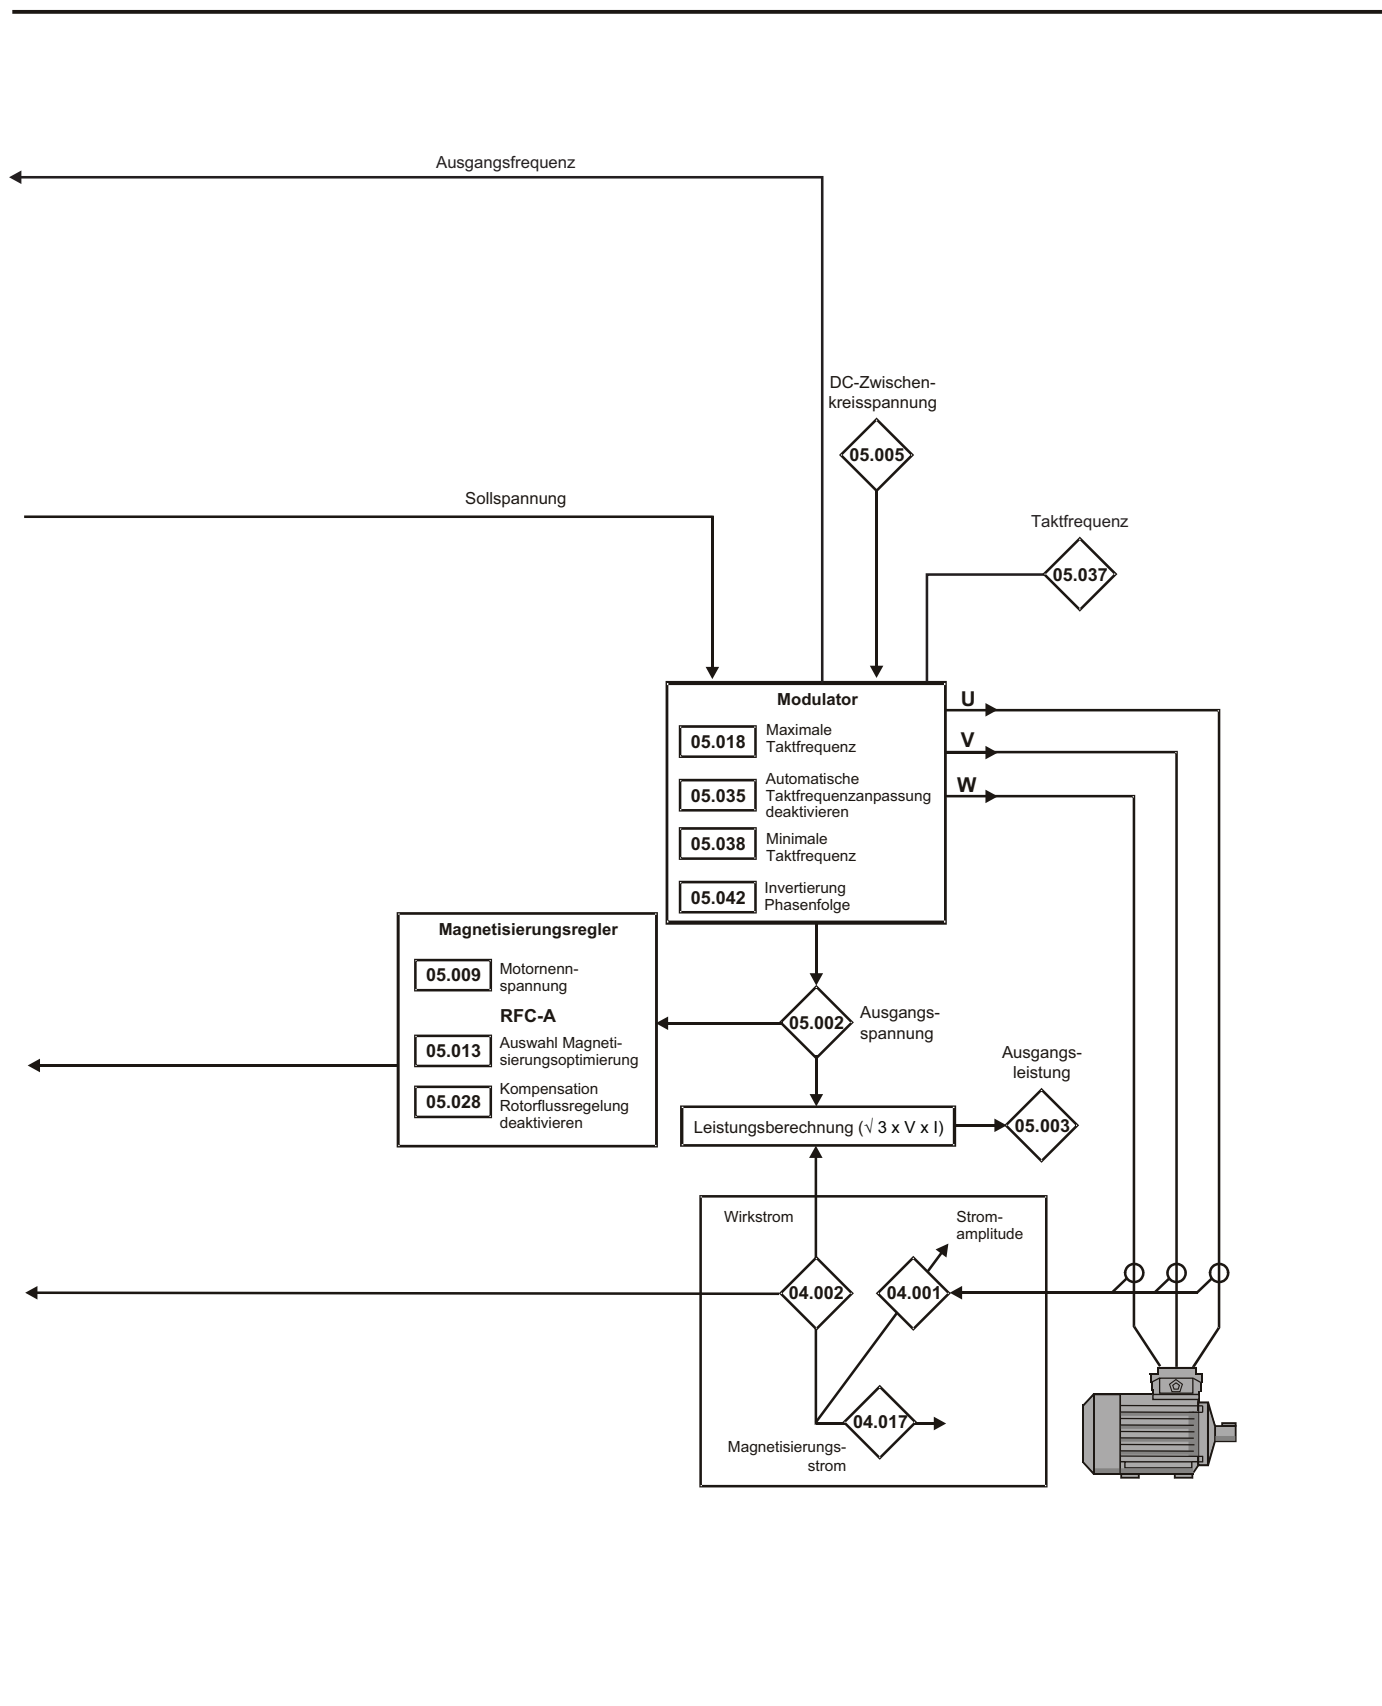 Ausgangsfrequenz
DC-Zwischen-
kreisspannung
05.005
Sollspannung
Taktfrequenz
05.037
Modulator
05.018
Maximale
Taktfrequenz
05.035
Automatische
Taktfrequenzanpassung
deaktivieren
05.038
Minimale
Taktfrequenz
05.042
Invertierung
Phasenfolge
U
V
W
Magnetisierungsregler
05.009
Motornenn-
spannung
RFC-A
05.013
Auswahl Magneti-
sierungsoptimierung
05.028
Kompensation
Rotorflussregelung
deaktivieren
05.002
Ausgangs-
spannung
Ausgangs-
leistung
05.003
Leistungsberechnung (√ 3 x V x I)
Wirkstrom
Strom-
amplitude
04.002
04.001
04.017
Magnetisierungs-
strom